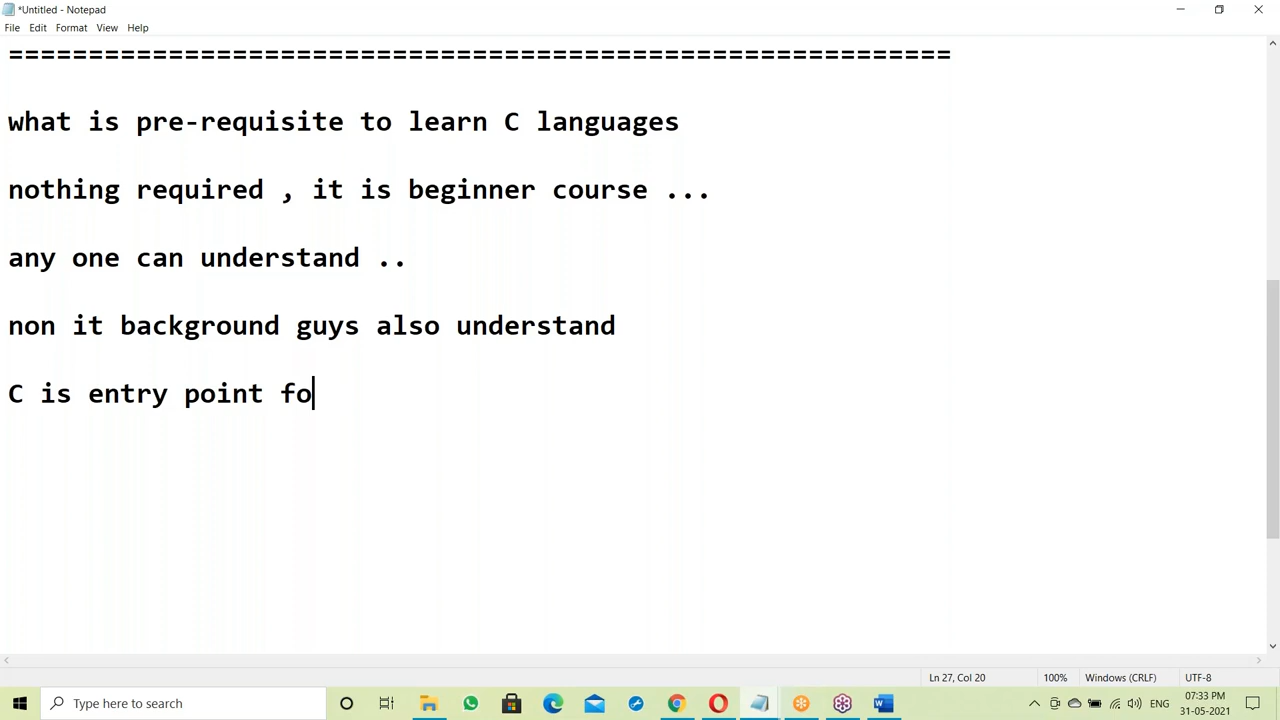 *Untitled - Notepad
File Edit Format View Help
===========================================================
what is pre-requisite to learn C languages
nothing required , it is beginner course ...
any one can understand ..
non it background guys also understand
C is entry point fo
Ln 27, Col 20 100% Windows (CRLF) UTF-8
Type here to search
ENG
07:33 PM
31-05-2021